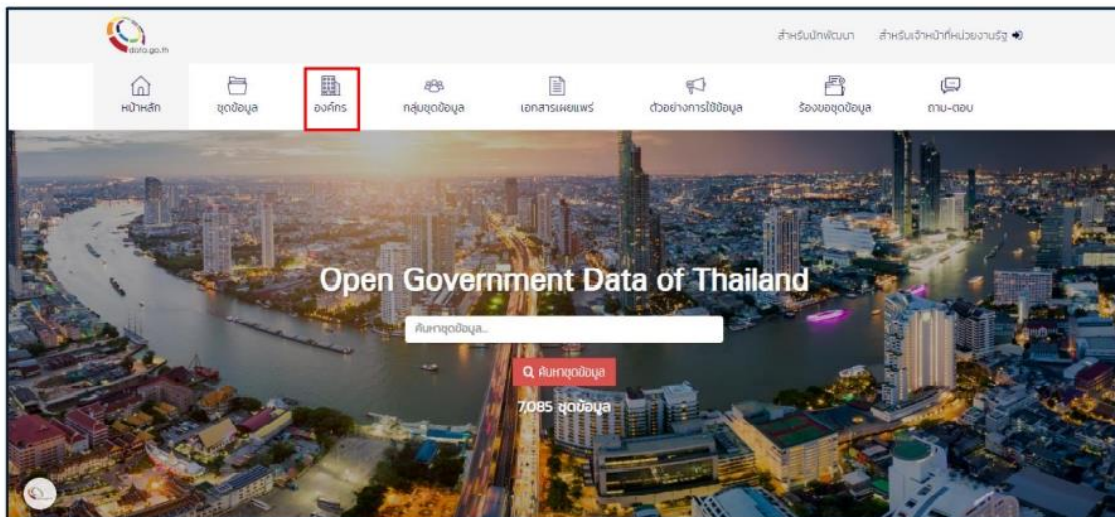 data.go.th
สำหรับนักพัฒนา สำหรับเจ้าหน้าที่หน่วยงานรัฐ
หน้าหลัก ชุดข้อมูล องค์กร กลุ่มชุดข้อมูล เอกสารเผยแพร่ ตัวอย่างการใช้ข้อมูล ร้องขอชุดข้อมูล ถาม-ตอบ
Open Government Data of Thailand
ค้นหาชุดข้อมูล...
ค้นหาชุดข้อมูล
7,085 ชุดข้อมูล